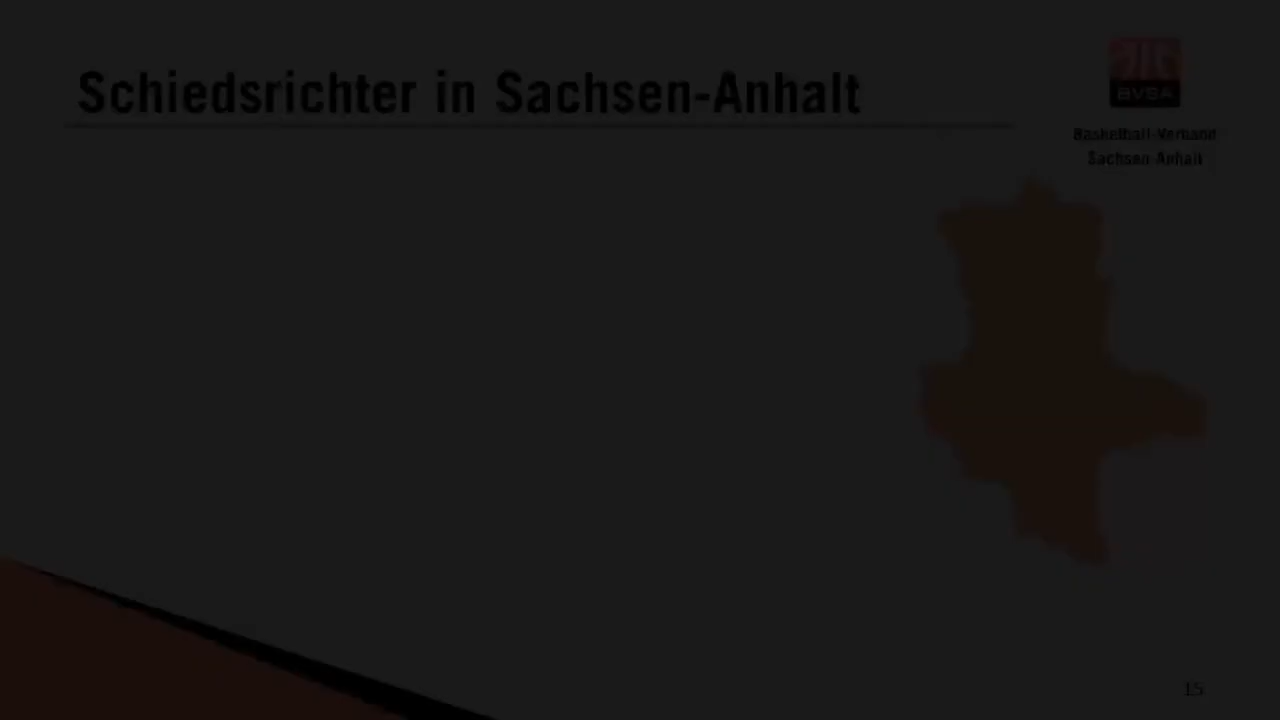 Schiedsrichter in Sachsen-Anhalt
BVSA
Basketball-Verband
Sachsen-Anhalt
15